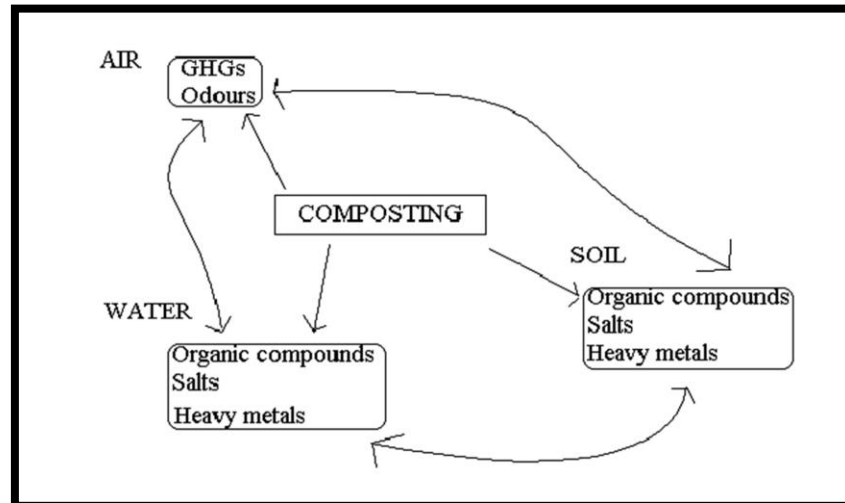 AIR
GHGs
Odours
COMPOSTING
SOIL
Organic compounds
Salts
Heavy metals
WATER
Organic compounds
Salts
Heavy metals